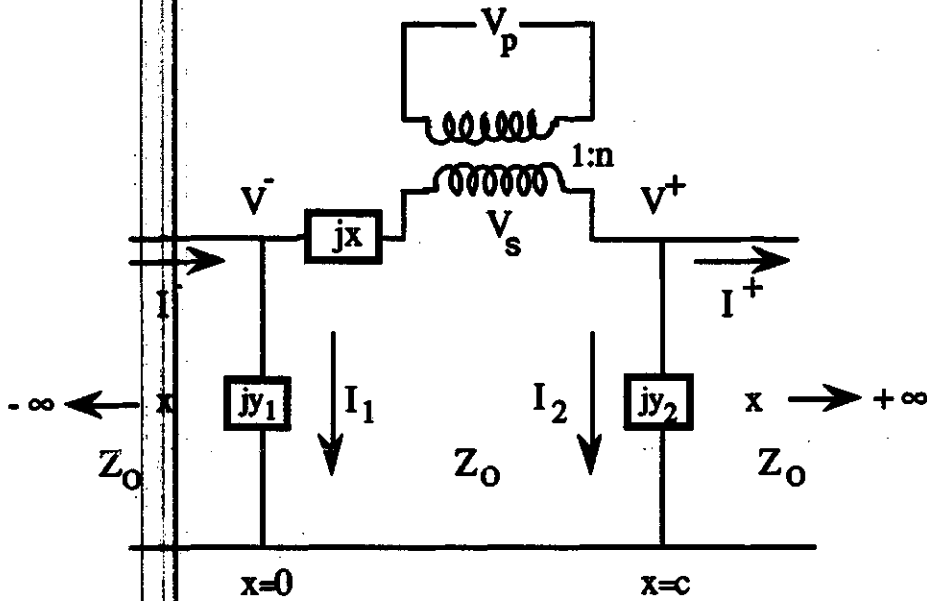 V_p
1:n
V^- jx V_s V^+
I^- I^+
- ∞ x jy_1 I_1 I_2 jy_2 x + ∞
Z_o Z_o Z_o
x=0 x=c